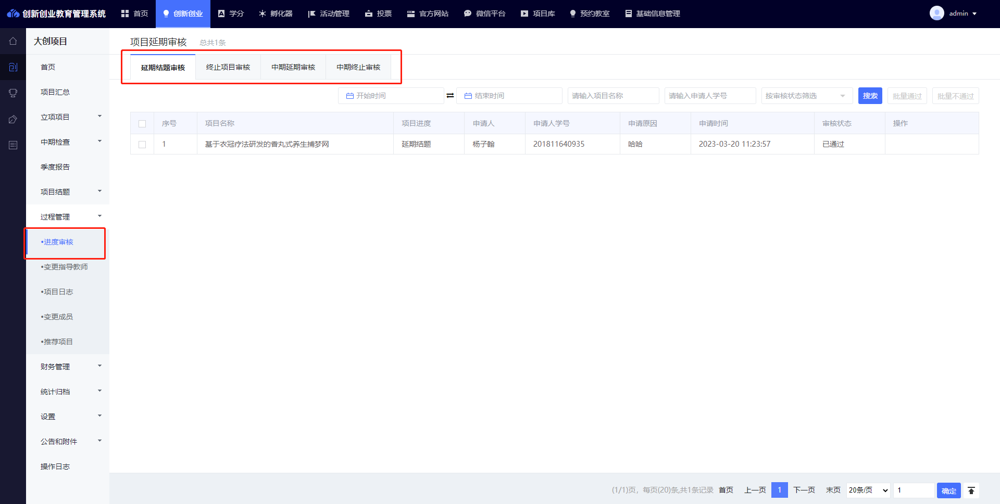 创新创业教育管理系统 首页 创新创业 学分 孵化器 活动管理 投票 官方网站 微信平台 项目库 预约教室 基础信息管理 admin
大创项目
首页
项目汇总
立项项目
中期检查
季度报告
项目结题
过程管理
•进度审核
•变更指导教师
•项目日志
•变更成员
•推荐项目
财务管理
统计归档
设置
公告和附件
操作日志
项目延期审核 总共1条
延期结题审核 终止项目审核 中期延期审核 中期终止审核
开始时间 结束时间 请输入项目名称 请输入申请人学号 按审核状态筛选 搜索 批量通过 批量不通过
序号 项目名称 项目进度 申请人 申请人学号 申请原因 申请时间 审核状态 操作
1 基于衣冠疗法研发的香丸式养生捕梦网 延期结题 杨子翰 201811640935 哈哈 2023-03-20 11:23:57 已通过
(1/1)页，每页(20)条,共1条记录 首页 上一页 1 下一页 末页 20条/页 1 确定